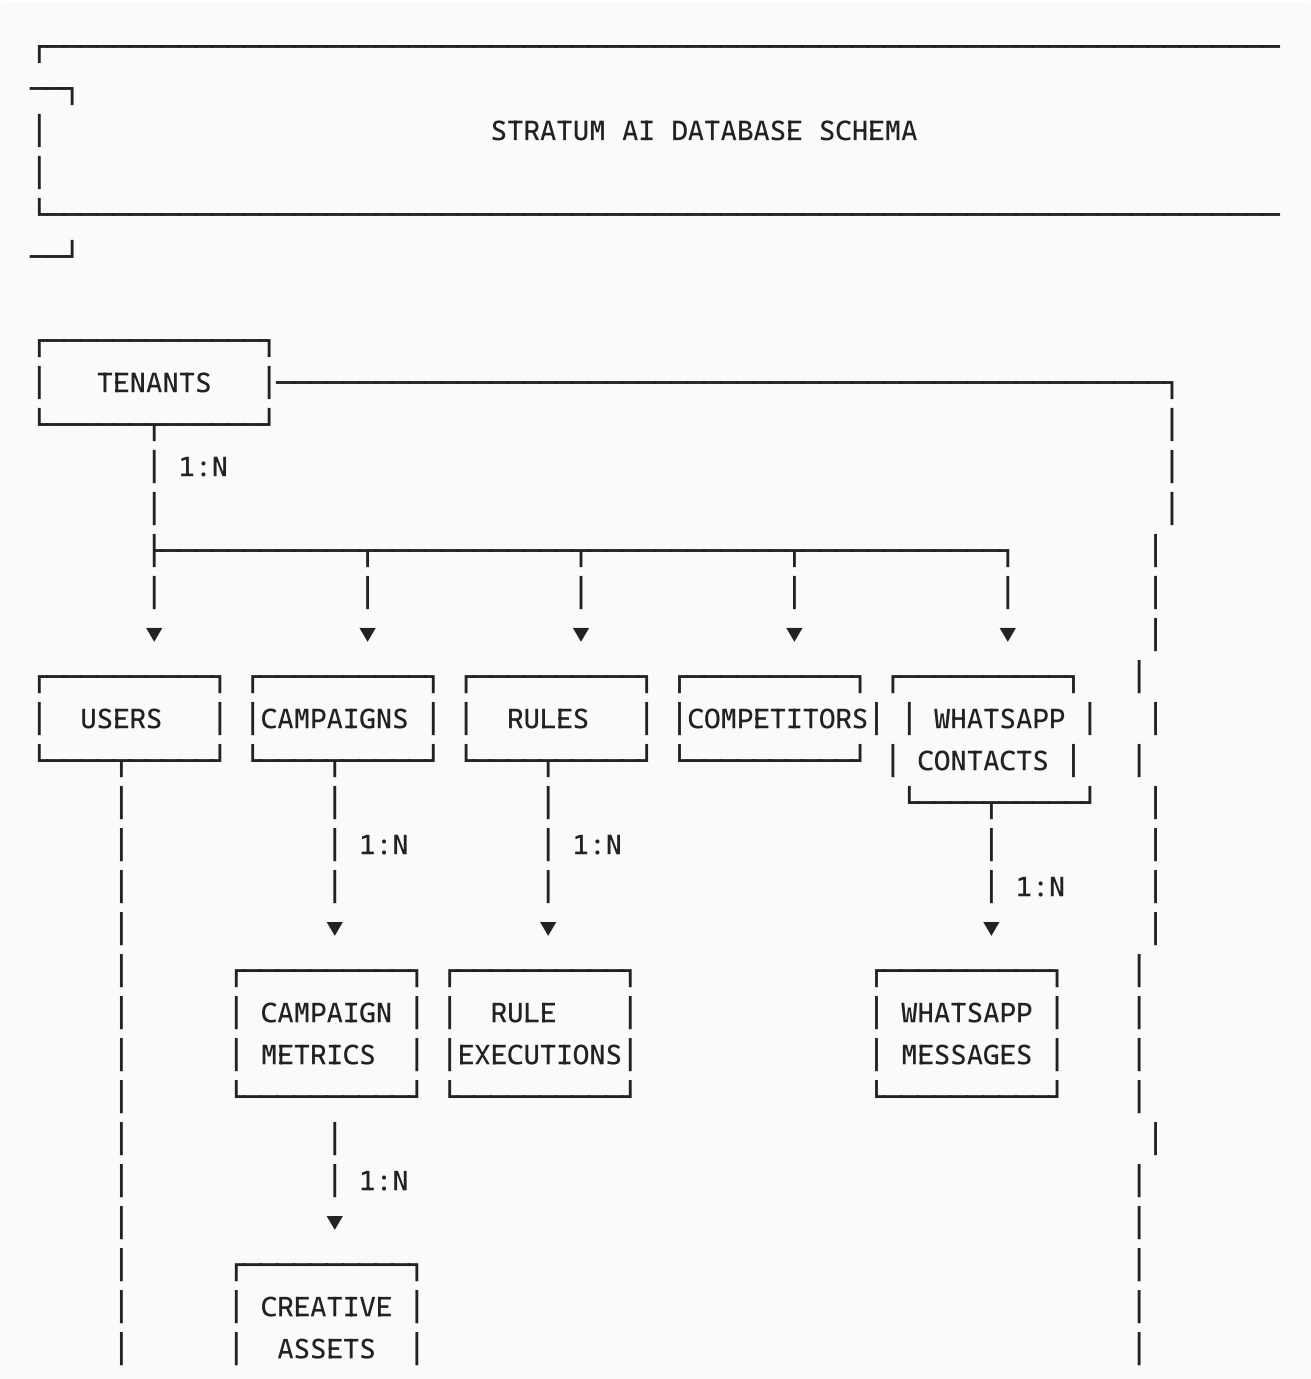 STRATUM AI DATABASE SCHEMA
TENANTS
1:N
USERS CAMPAIGNS RULES COMPETITORS WHATSAPP
CONTACTS
1:N 1:N
1:N
CAMPAIGN RULE WHATSAPP
METRICS EXECUTIONS MESSAGES
1:N
CREATIVE
ASSETS